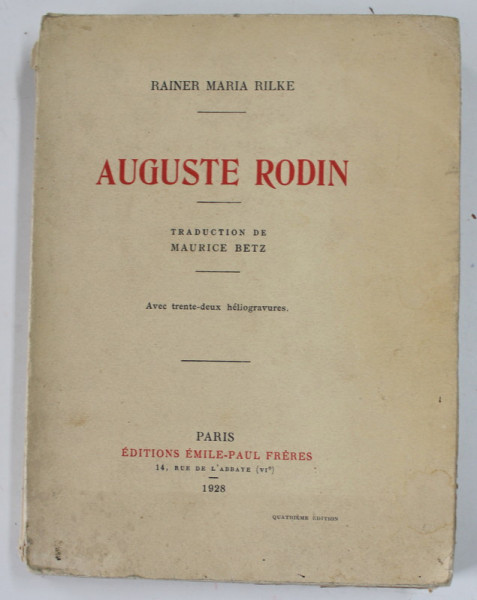 RAINER MARIA RILKE
AUGUSTE RODIN
TRADUCTION DE
MAURICE BETZ
Avec trente-deux héliogravures.
PARIS
ÉDITIONS ÉMILE-PAUL FRÈRES
14, RUE DE L'ABBAYE (VIe)
1928
QUATRIÈME ÉDITION